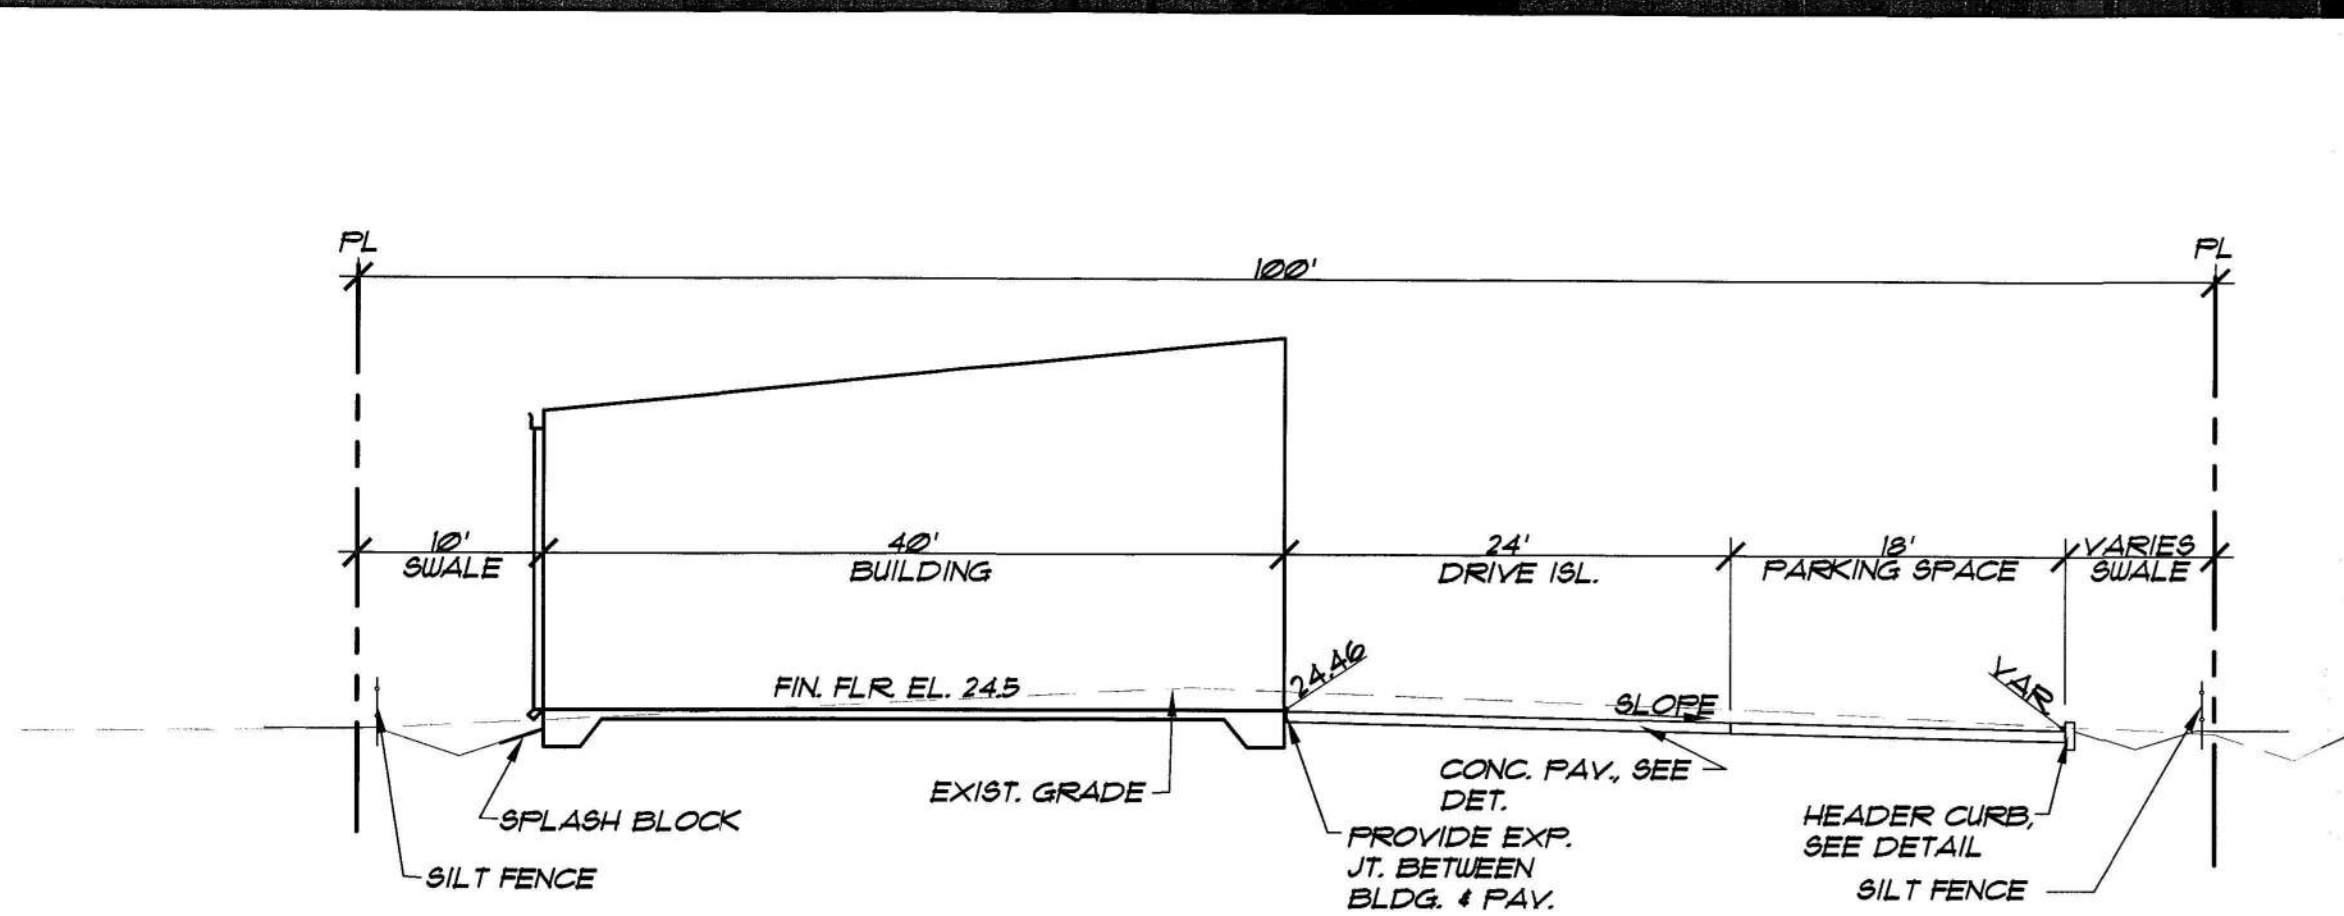 PL
PL
100'
10'
SWALE
40'
BUILDING
24'
DRIVE ISL.
18'
PARKING SPACE
VARIES
SWALE
FIN. FLR. EL. 24.5
24.46
SLOPE
VAR.
EXIST. GRADE
CONC. PAV., SEE
DET.
SPLASH BLOCK
SILT FENCE
PROVIDE EXP.
JT. BETWEEN
BLDG. & PAV.
HEADER CURB,
SEE DETAIL
SILT FENCE